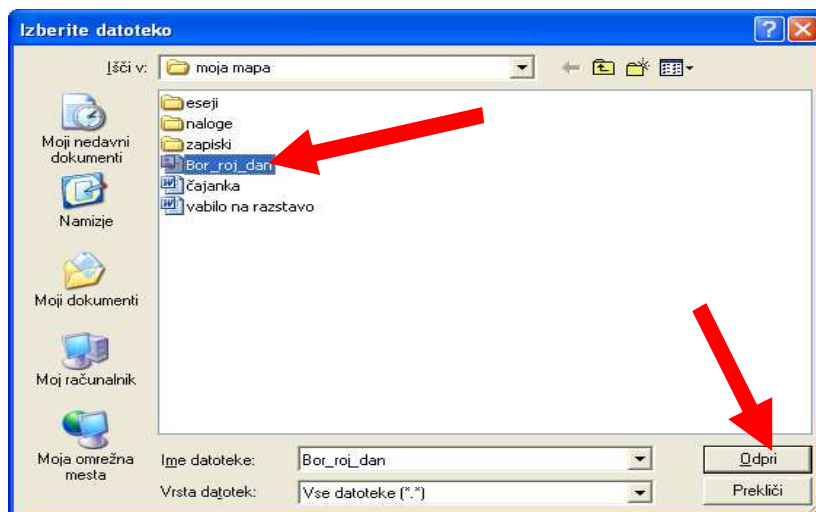 Izberite datoteko
Išči v: moja mapa
eseji
naloge
zapiski
Bor_roj_dan
čajanka
vabilo na razstavo
Moji nedavni
dokumenti
Namizje
Moji dokumenti
Moj računalnik
Moja omrežna
mesta
Ime datoteke: Bor_roj_dan
Odpri
Vrsta datotek: Vse datoteke (*.*)
Prekliči